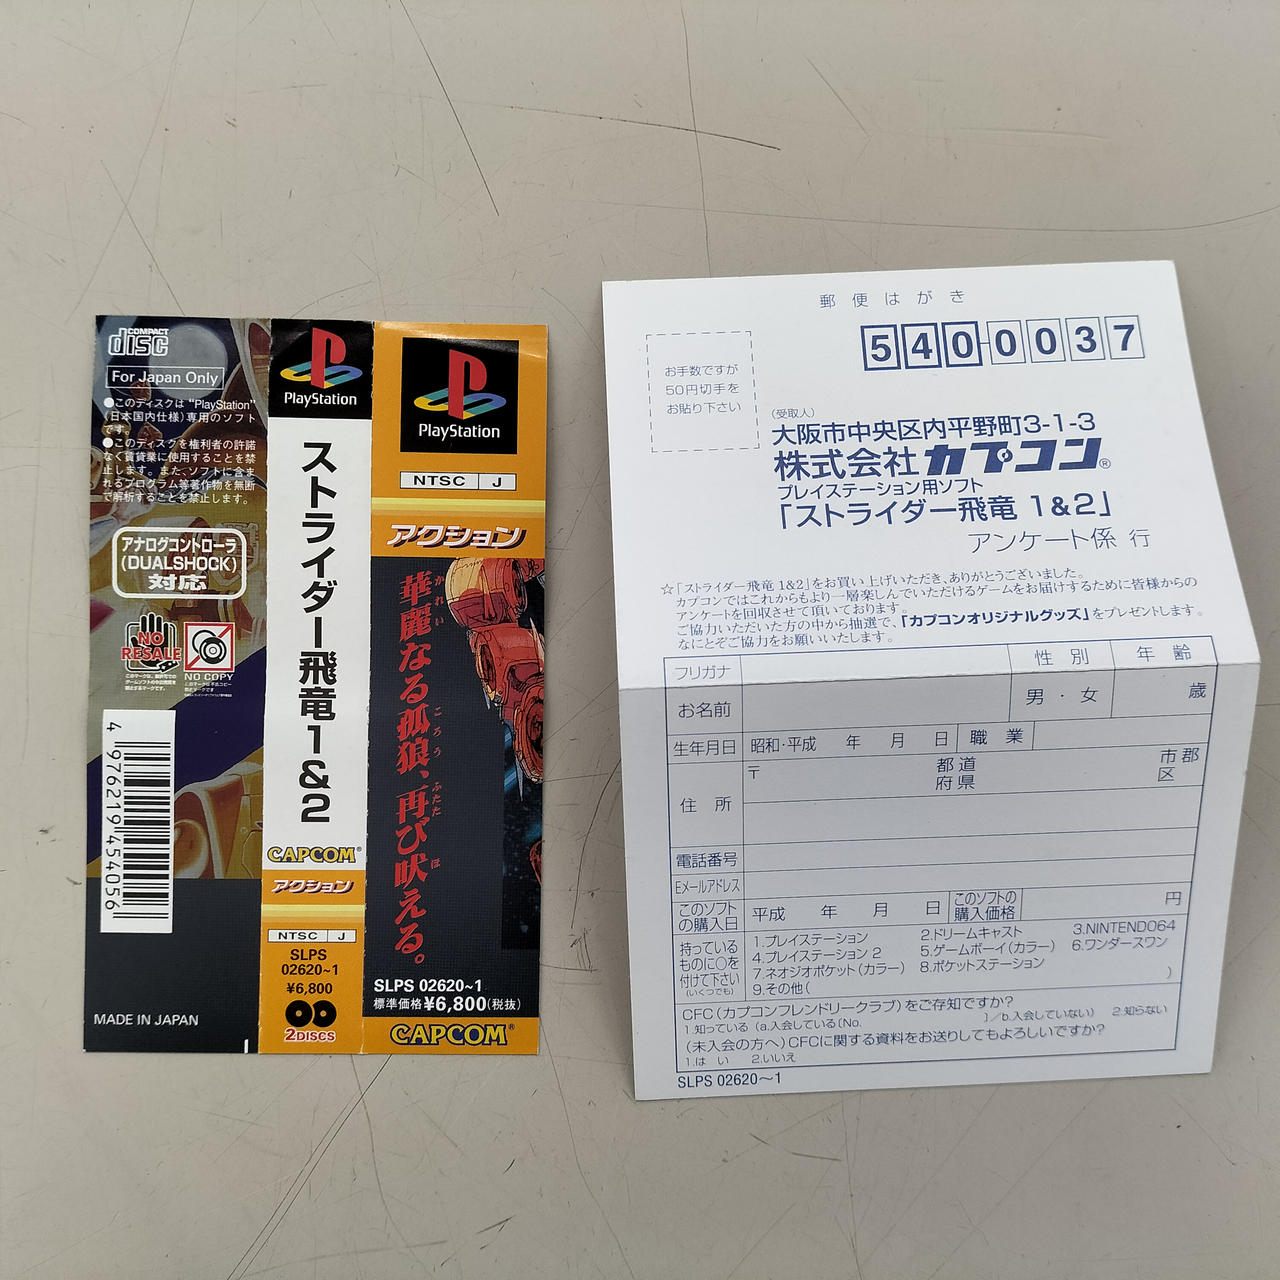 COMPACT
disc
For Japan Only
●このディスクは"PlayStation"
(日本国内仕様)専用のソフト
です。
●このディスクを権利者の許諾
なく賃貸業に使用することを禁
止します。また、ソフトに含ま
れるプログラム等著作物を無断
で解析することを禁止します。
アナログコントローラ
(DUALSHOCK)
対応
NO
RESALE
NO COPY
4 976219 454056
MADE IN JAPAN
PlayStation
ストライダー飛竜1&2
CAPCOM
アクション
NTSC J
SLPS
02620~1
¥6,800
2DISCS
PlayStation
NTSC J
アクション
華麗なる孤狼、再び吠える。
かれい
ころう
ふたた
ほ
SLPS 02620~1
標準価格¥6,800(税抜)
CAPCOM
郵便はがき
540-0037
お手数ですが
50円切手を
お貼り下さい
(受取人)
大阪市中央区内平野町3-1-3
株式会社カプコン®
プレイステーション用ソフト
「ストライダー飛竜 1&2」
アンケート係 行
☆「ストライダー飛竜 1&2」をお買い上げいただき、ありがとうございました。
カプコンではこれからもより一層楽しんでいただけるゲームをお届けするために皆様からの
アンケートを回収させて頂いております。
ご協力いただいた方の中から抽選で、「カプコンオリジナルグッズ」をプレゼントします。
なにとぞご協力をお願いいたします。
フリガナ 性別 年齢
お名前 男・女 歳
生年月日 昭和・平成 年 月 日 職業
住所 〒 都道 市郡
府県 区
電話番号
Eメールアドレス
このソフト
の購入日 平成 年 月 日 このソフトの
購入価格 円
持っている
ものに○を
付けて下さい
(いくつでも)
1.プレイステーション 2.ドリームキャスト 3.NINTENDO64
4.プレイステーション 2 5.ゲームボーイ(カラー) 6.ワンダースワン
7.ネオジオポケット(カラー) 8.ポケットステーション
9.その他( )
CFC(カプコンフレンドリークラブ)をご存知ですか?
1.知っている (a.入会している(No. )/b.入会していない) 2.知らない
(未入会の方へ)CFCに関する資料をお送りしてもよろしいですか?
1.はい 2.いいえ
SLPS 02620~1